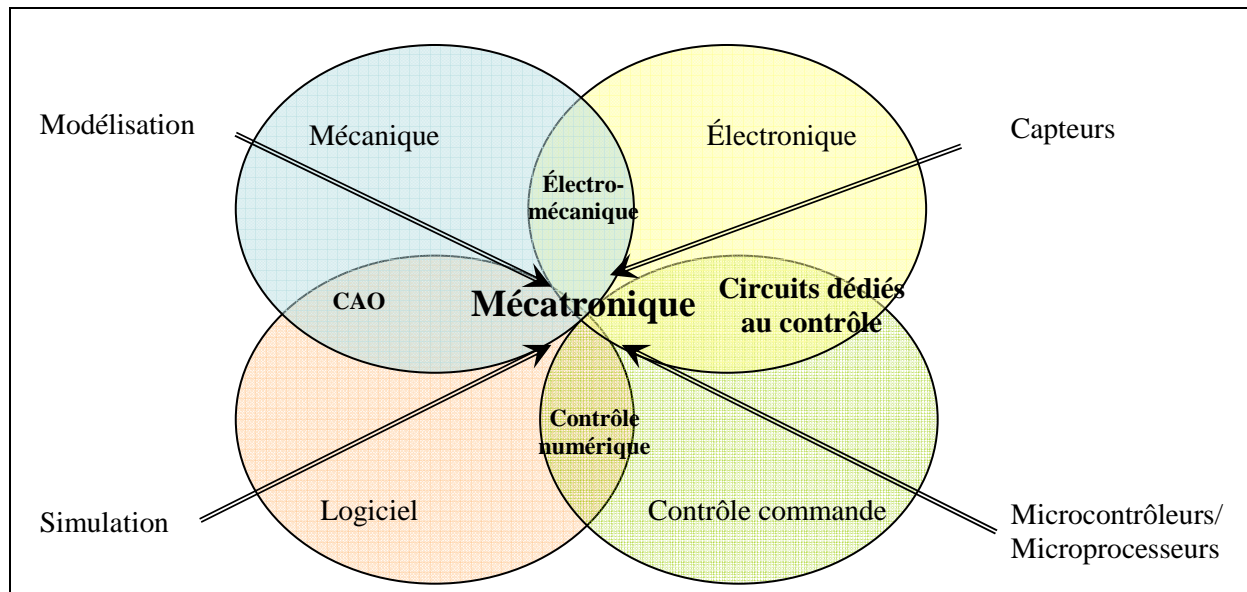 Modélisation
Mécanique
Électronique
Capteurs
Électro-
mécanique
CAO
Mécatronique
Circuits dédiés
au contrôle
Contrôle
numérique
Simulation
Logiciel
Contrôle commande
Microcontrôleurs/
Microprocesseurs